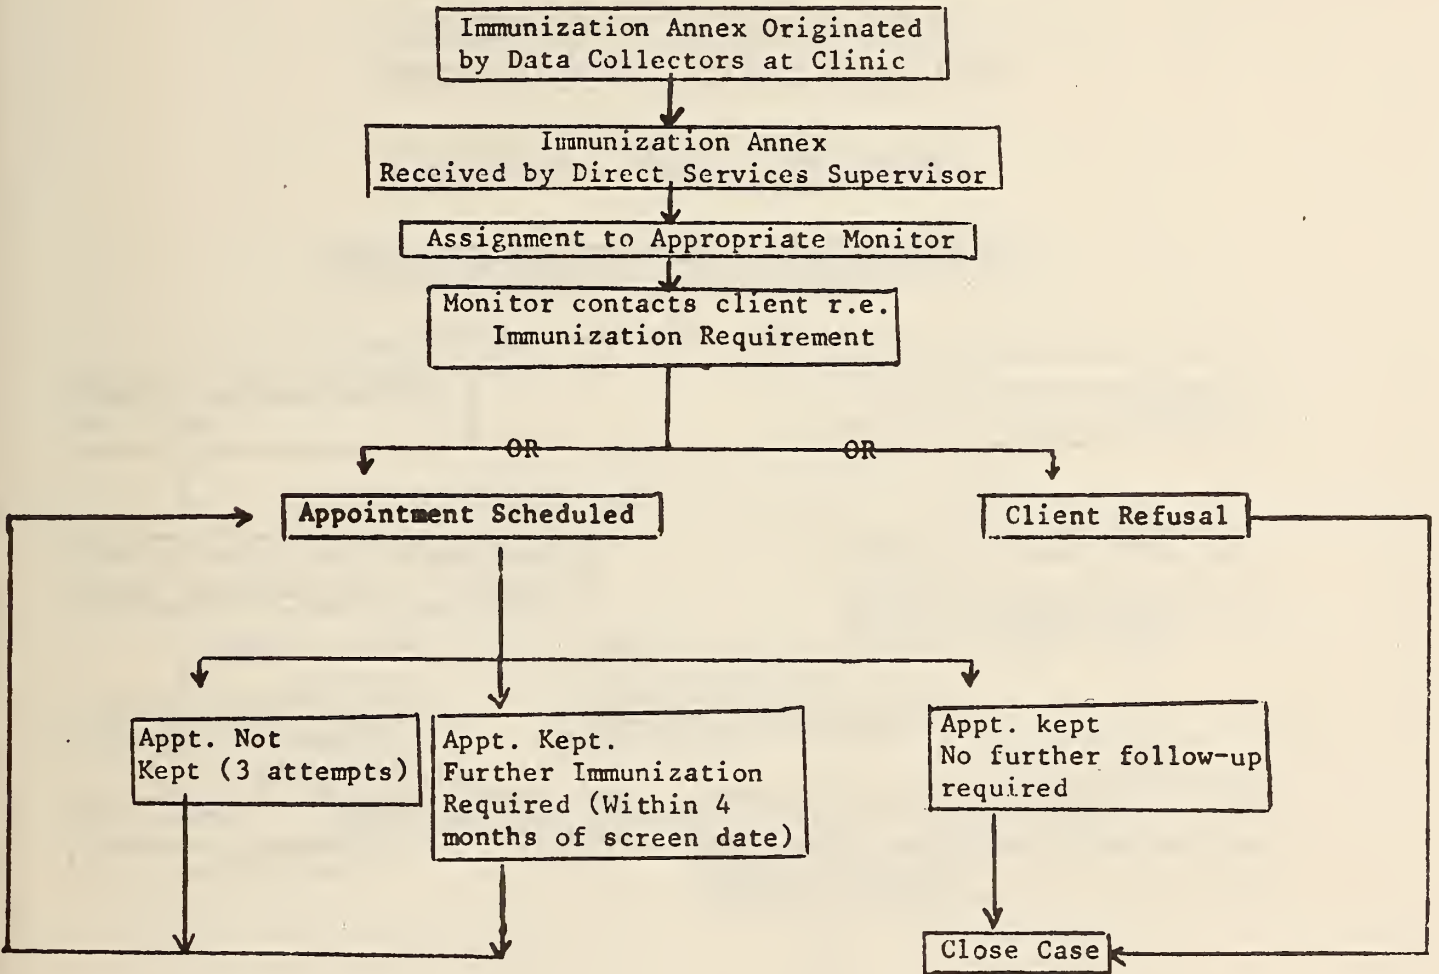 Immunization Annex Originated
by Data Collectors at Clinic
Immunization Annex
Received by Direct Services Supervisor
Assignment to Appropriate Monitor
Monitor contacts client r.e.
Immunization Requirement
OR
OR
Appointment Scheduled
Client Refusal
Appt. Not
Kept (3 attempts)
Appt. Kept.
Further Immunization
Required (Within 4
months of screen date)
Appt. kept
No further follow-up
required
Close Case